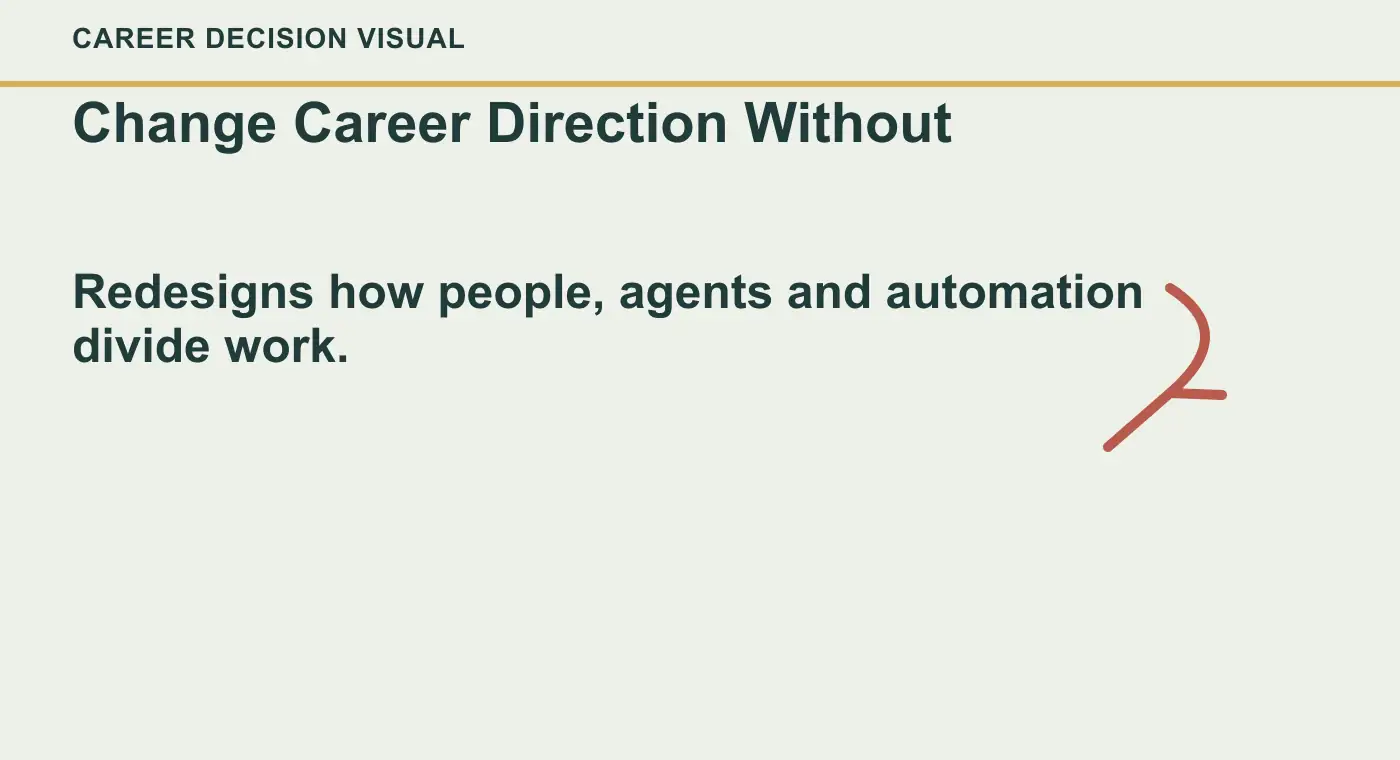 CAREER DECISION VISUAL
Change Career Direction Without
Redesigns how people, agents and automation
divide work.